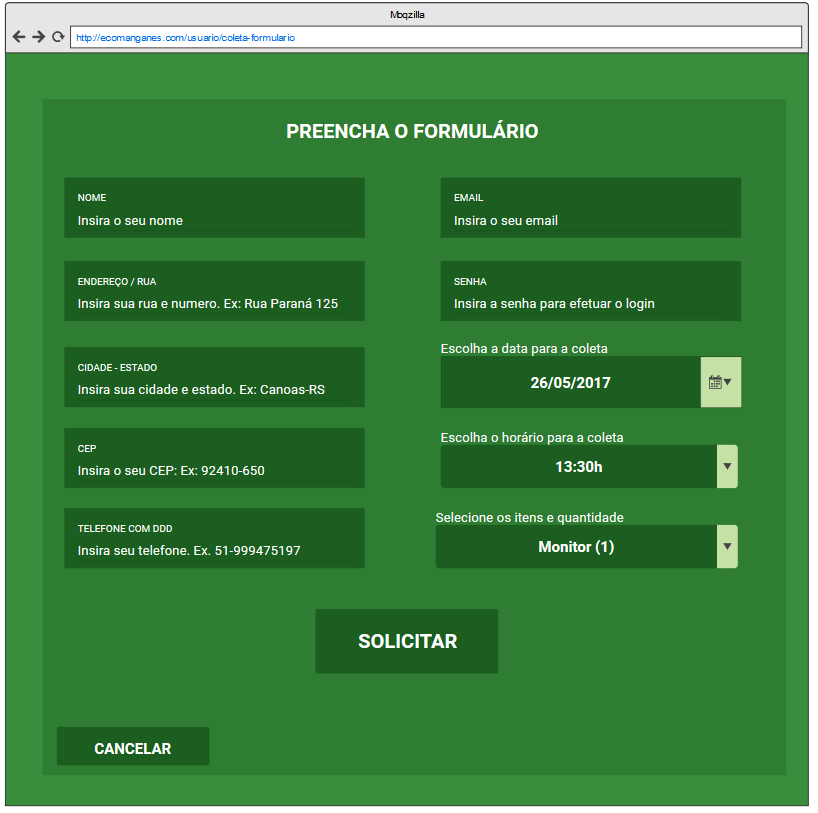 Moqzilla
http://ecomanganes.com/usuario/coleta-formulario
PREENCHA O FORMULÁRIO
NOME
Insira o seu nome
EMAIL
Insira o seu email
ENDEREÇO / RUA
Insira sua rua e numero. Ex: Rua Paraná 125
SENHA
Insira a senha para efetuar o login
CIDADE - ESTADO
Insira sua cidade e estado. Ex: Canoas-RS
Escolha a data para a coleta
26/05/2017
CEP
Insira o seu CEP: Ex: 92410-650
Escolha o horário para a coleta
13:30h
TELEFONE COM DDD
Insira seu telefone. Ex. 51-999475197
Selecione os itens e quantidade
Monitor (1)
SOLICITAR
CANCELAR